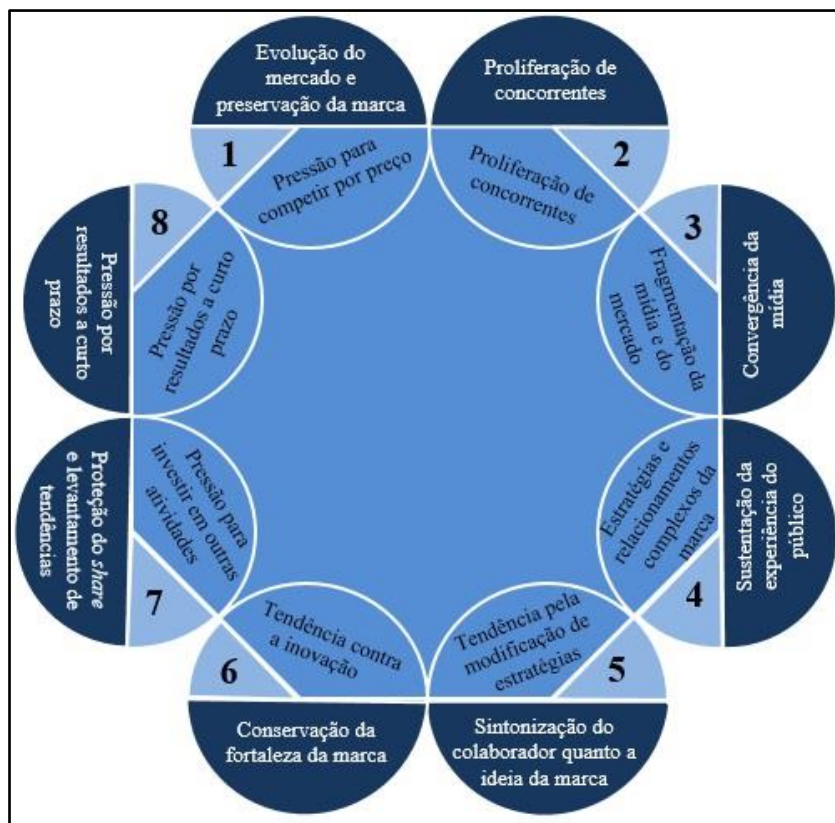 Evolução do
mercado e
preservação da marca
1
Pressão para
competir por preço
Proliferação de
concorrentes
2
Proliferação de
concorrentes
Convergência da
mídia
3
Fragmentação da
mídia e do
mercado
Sustentação da
experiência do
público
4
Estratégias e
relacionamentos
complexos da
marca
Sintonização do
colaborador quanto a
ideia da marca
5
Tendência pela
modificação de
estratégias
Conservação da
fortaleza da marca
6
Tendência contra
a inovação
Proteção do share
e levantamento de
tendências
7
Pressão para
investir em outras
atividades
Pressão por
resultados a curto
prazo
8
Pressão por
resultados a curto
prazo